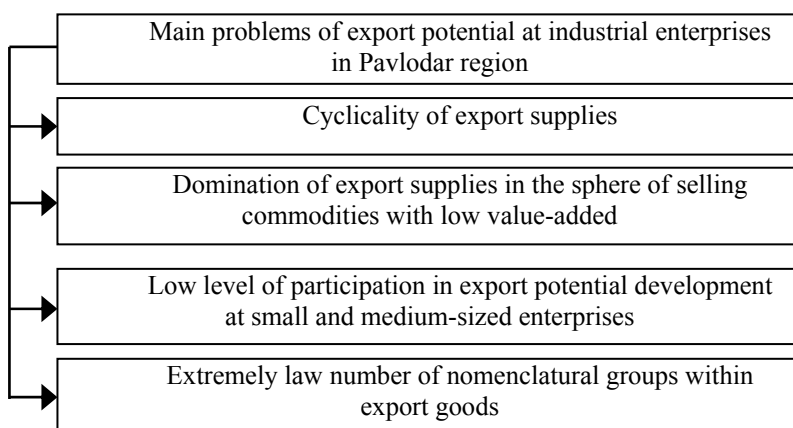 Main problems of export potential at industrial enterprises
in Pavlodar region
Cyclicality of export supplies
Domination of export supplies in the sphere of selling
commodities with low value-added
Low level of participation in export potential development
at small and medium-sized enterprises
Extremely law number of nomenclatural groups within
export goods